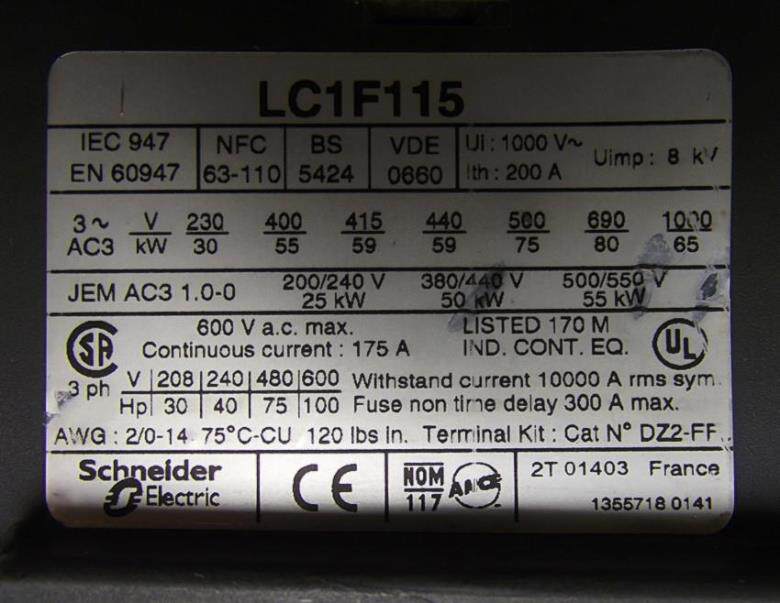 LC1F115
IEC 947 NFC BS VDE Ui : 1000 V~ Uimp : 8 kV
EN 60947 63-110 5424 0660 Ith : 200 A
3 ~ V 230 400 415 440 500 690 1000
AC3 kW 30 55 59 59 75 80 65
JEM AC3 1.0-0 200/240 V 380/440 V 500/550 V
25 kW 50 kW 55 kW
SA 600 V a.c. max. LISTED 170 M UL
Continuous current : 175 A IND. CONT. EQ.
3 ph V 208 240 480 600 Withstand current 10000 A rms sym.
Hp 30 40 75 100 Fuse non time delay 300 A max.
AWG : 2/0-14 75°C-CU 120 lbs in. Terminal Kit : Cat N° DZ2-FF
Schneider CE NOM ANCE 2T 01403 France
Electric 117 1355718 0141